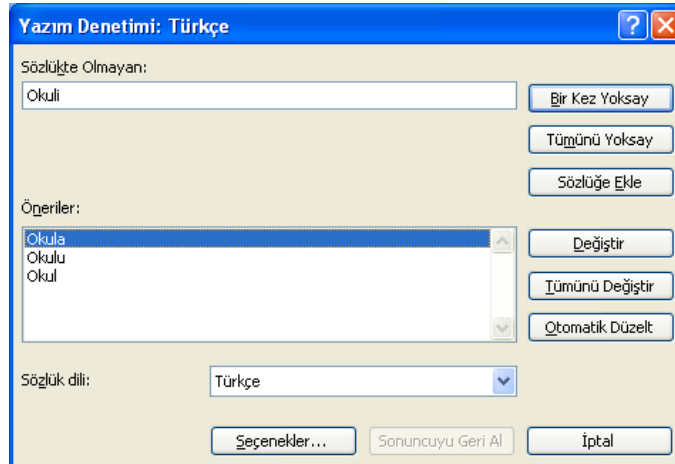 Yazım Denetimi: Türkçe
Sözlükte Olmayan:
Okuli
Bir Kez Yoksay
Tümünü Yoksay
Sözlüğe Ekle
Öneriler:
Okula
Okulu
Okul
Değiştir
Tümünü Değiştir
Otomatik Düzelt
Sözlük dili:
Türkçe
Seçenekler...
Sonuncuyu Geri Al
İptal